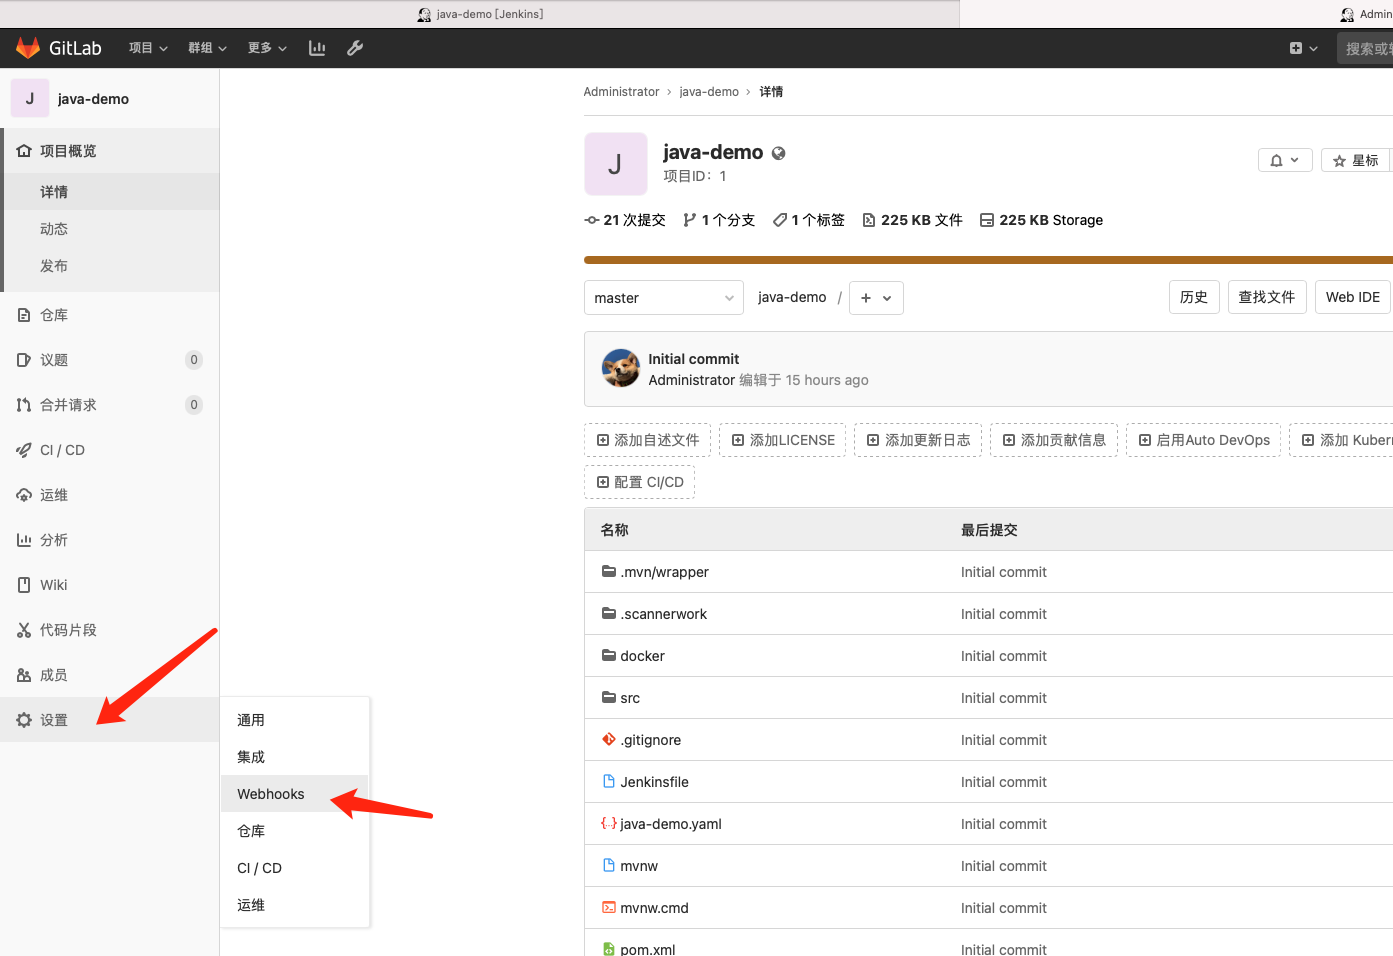 java-demo [Jenkins]
Admin
GitLab 项目 群组 更多 搜索或
J java-demo
项目概览
详情
动态
发布
仓库
议题 0
合并请求 0
CI / CD
运维
分析
Wiki
代码片段
成员
设置
通用
集成
Webhooks
仓库
CI / CD
运维
Administrator › java-demo › 详情
J
java-demo
项目ID：1
星标
21 次提交 1 个分支 1 个标签 225 KB 文件 225 KB Storage
master java-demo / + 历史 查找文件 Web IDE
Initial commit
Administrator 编辑于 15 hours ago
添加自述文件 添加LICENSE 添加更新日志 添加贡献信息 启用Auto DevOps 添加 Kuber
配置 CI/CD
名称 最后提交
.mvn/wrapper Initial commit
.scannerwork Initial commit
docker Initial commit
src Initial commit
.gitignore Initial commit
Jenkinsfile Initial commit
java-demo.yaml Initial commit
mvnw Initial commit
mvnw.cmd Initial commit
pom.xml Initial commit